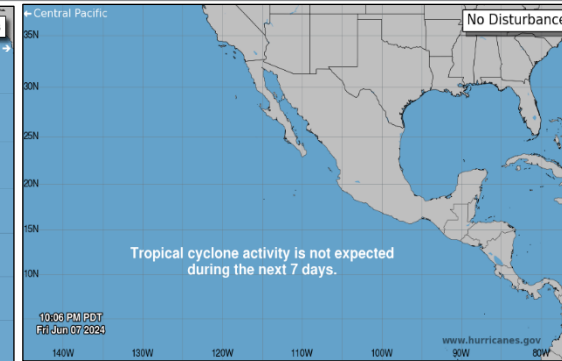 ← Central Pacific
No Disturbance
35N
30N
25N
20N
15N
Tropical cyclone activity is not expected
during the next 7 days.
10N
10:06 PM PDT
Fri Jun 07 2024
www.hurricanes.gov
140W 130W 120W 110W 100W 90W 80W